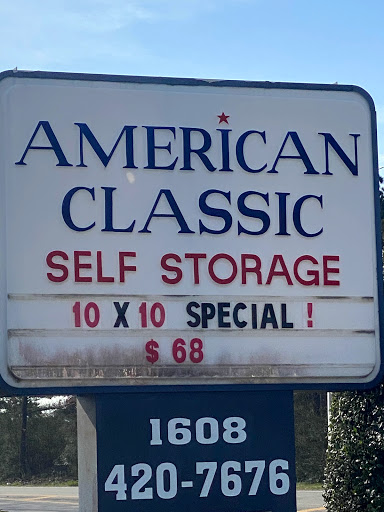 AMERICAN
CLASSIC
SELF STORAGE
10 X 10 SPECIAL!
$ 68
1608
420-7676